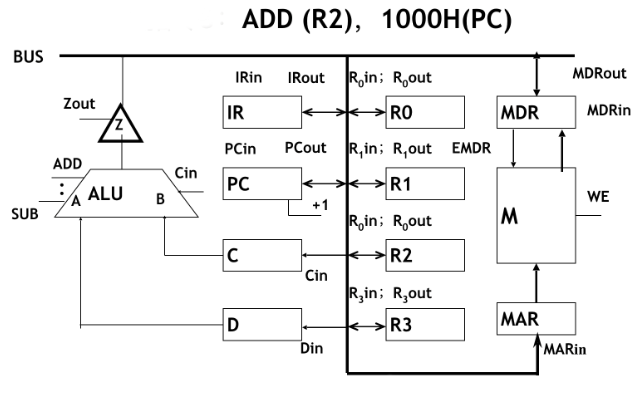 ADD (R2), 1000H(PC)
BUS
IRin IRout R₀in; R₀out MDRout
Zout IR R0 MDR MDRin
Z
PCin PCout R₁in; R₁out EMDR
ADD Cin PC R1
: ALU +1 WE
SUB A B M
R₀in; R₀out
C R2
Cin
R₃in; R₃out
D R3 MAR
Din MARin